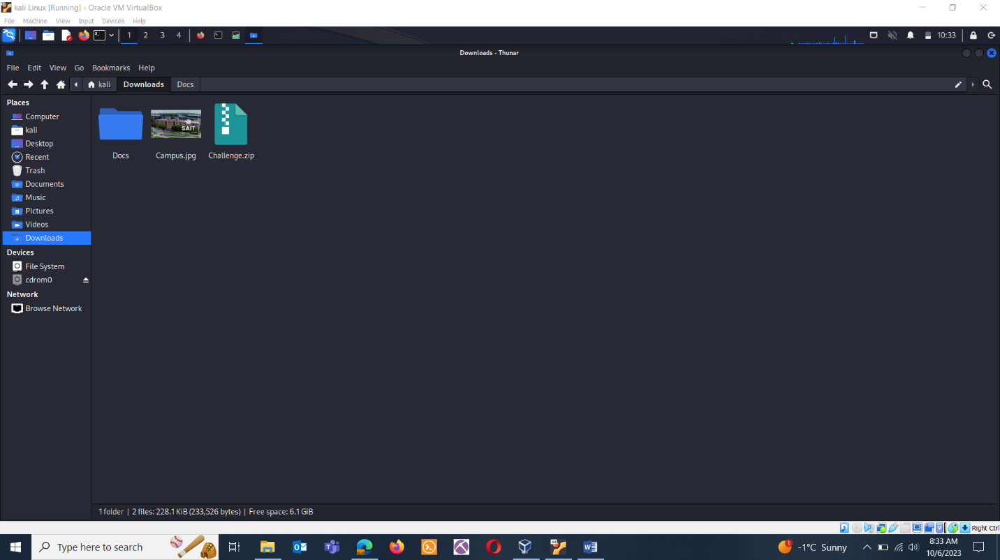 kali Linux [Running] - Oracle VM VirtualBox
File Machine View Input Devices Help
1 2 3 4
10:33
Downloads - Thunar
File Edit View Go Bookmarks Help
kali Downloads Docs
Places
Computer
kali
Desktop
Recent
Trash
Documents
Music
Pictures
Videos
Downloads
Devices
File System
cdrom0
Network
Browse Network
SAIT
Docs Campus.jpg Challenge.zip
1 folder | 2 files: 228.1 KiB (233,526 bytes) | Free space: 6.1 GiB
Right Ctrl
Type here to search
1
-1°C Sunny
8:33 AM
10/6/2023